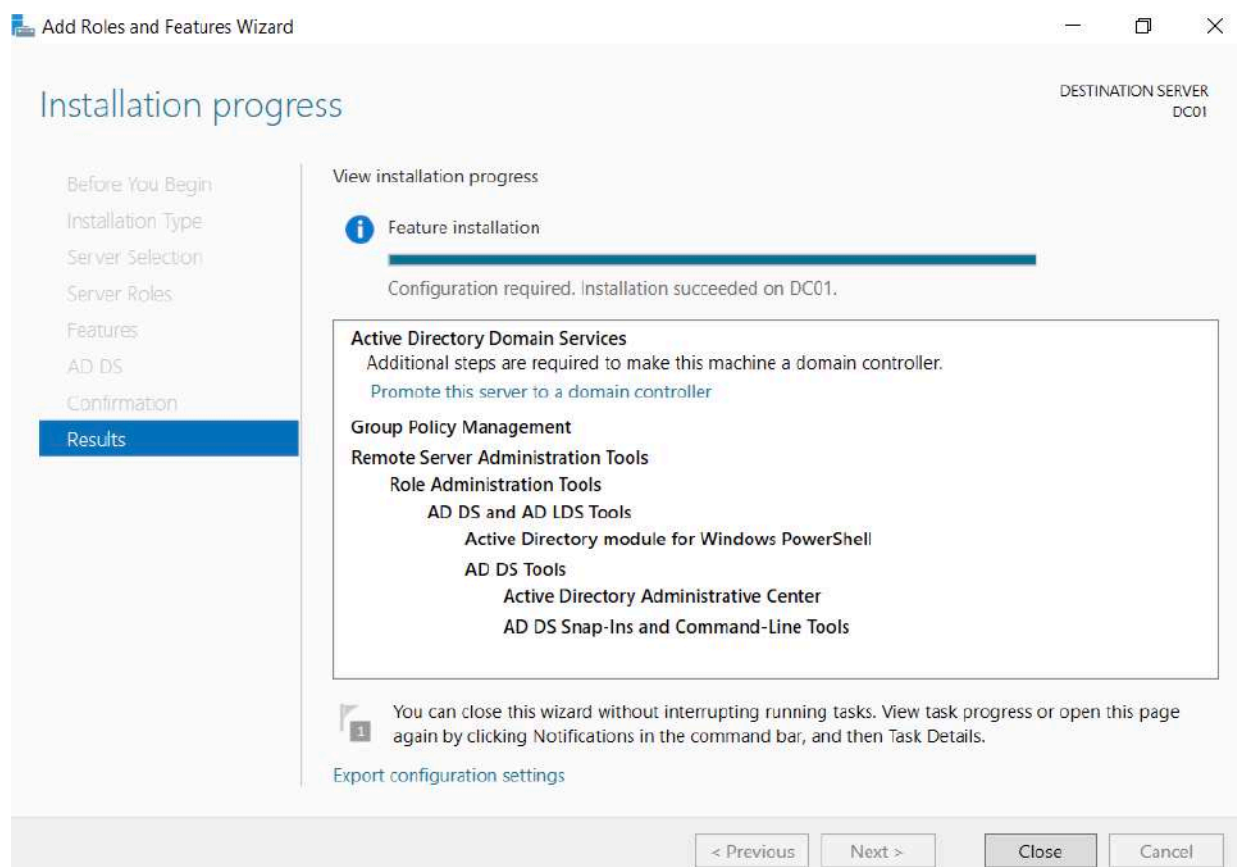 Add Roles and Features Wizard
Installation progress
DESTINATION SERVER
DC01
Before You Begin
Installation Type
Server Selection
Server Roles
Features
AD DS
Confirmation
Results
View installation progress
Feature installation
Configuration required. Installation succeeded on DC01.
Active Directory Domain Services
Additional steps are required to make this machine a domain controller.
Promote this server to a domain controller
Group Policy Management
Remote Server Administration Tools
Role Administration Tools
AD DS and AD LDS Tools
Active Directory module for Windows PowerShell
AD DS Tools
Active Directory Administrative Center
AD DS Snap-Ins and Command-Line Tools
1
You can close this wizard without interrupting running tasks. View task progress or open this page
again by clicking Notifications in the command bar, and then Task Details.
Export configuration settings
< Previous
Next >
Close
Cancel